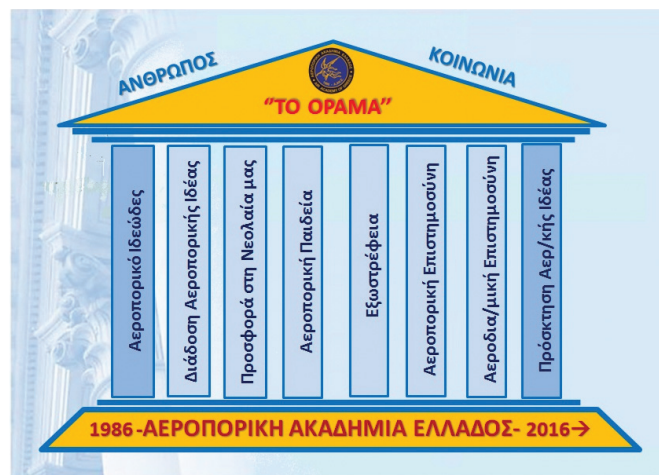 ΑΝΘΡΩΠΟΣ
ΚΟΙΝΩΝΙΑ
"ΤΟ ΟΡΑΜΑ"
Αεροπορικό Ιδεώδες
Διάδοση Αεροπορικής Ιδέας
Προσφορά στη Νεολαία μας
Αεροπορική Παιδεία
Εξωστρέφεια
Αεροπορική Επιστημοσύνη
Αεροδια/μική Επιστημοσύνη
Πρόσκτηση Αερ/κής Ιδέας
1986 -ΑΕΡΟΠΟΡΙΚΗ ΑΚΑΔΗΜΙΑ ΕΛΛΑΔΟΣ- 2016→